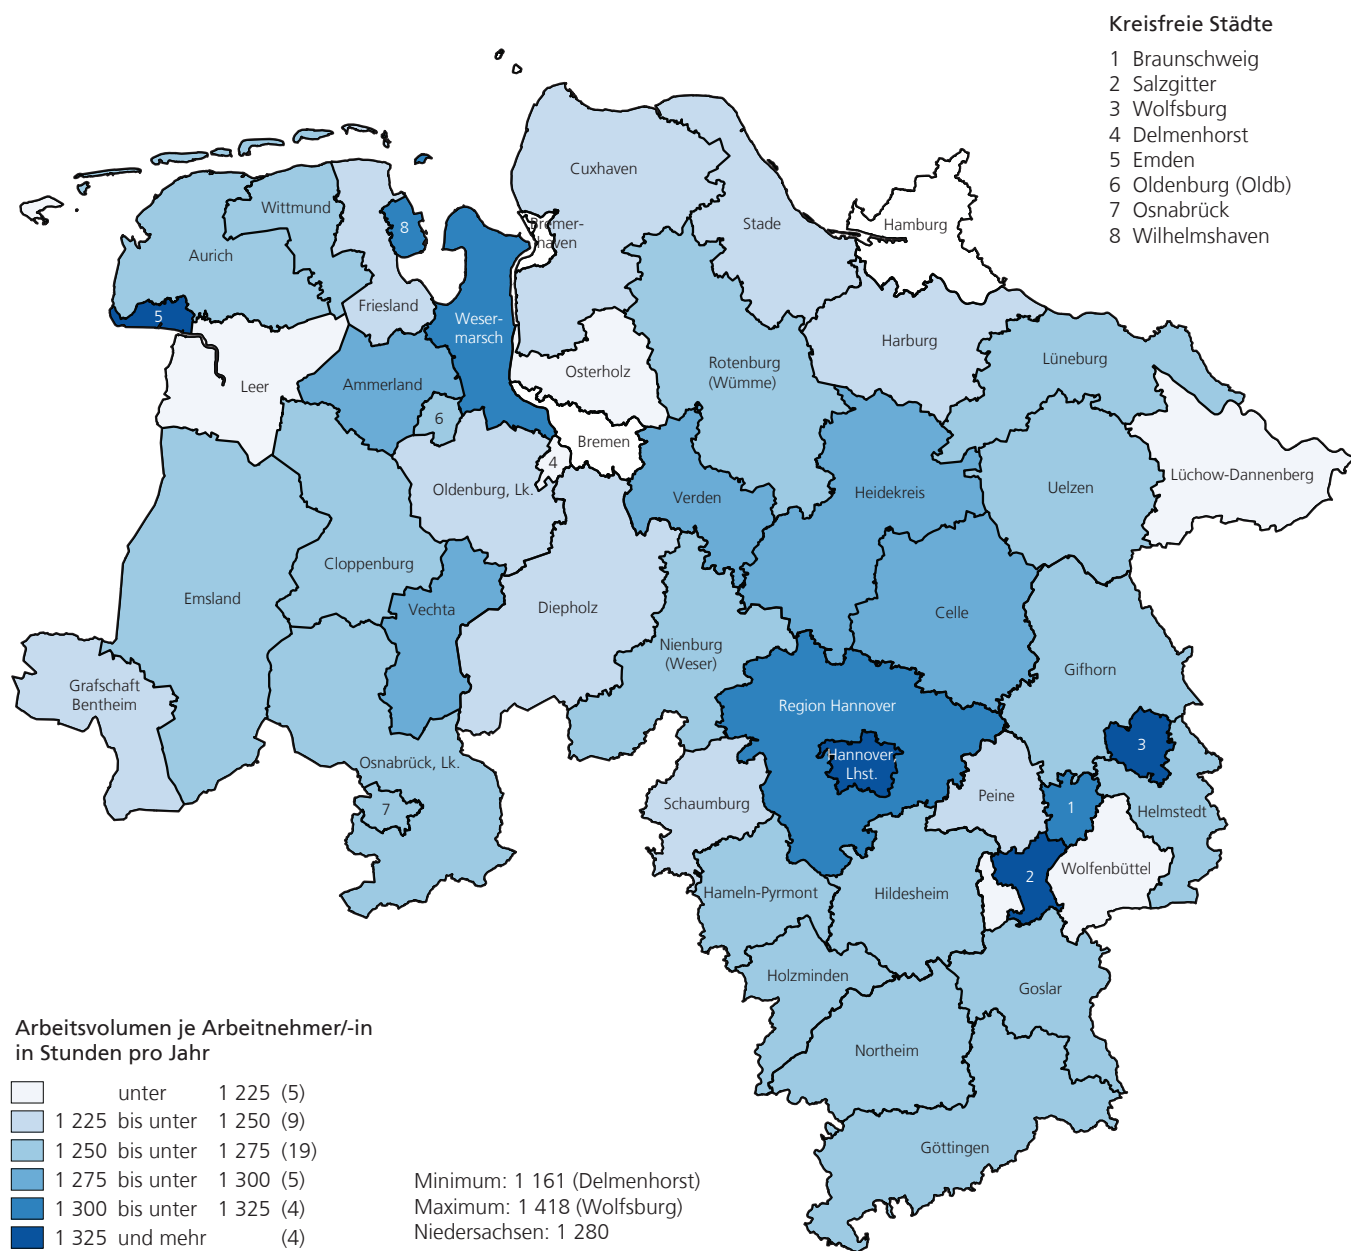 Kreisfreie Städte
1 Braunschweig
2 Salzgitter
3 Wolfsburg
4 Delmenhorst
5 Emden
6 Oldenburg (Oldb)
7 Osnabrück
8 Wilhelmshaven
Cuxhaven
Wittmund
8
Bremer-
haven
Stade
Hamburg
Aurich
Friesland
5
Weser-
marsch
Harburg
Lüneburg
Rotenburg
(Wümme)
Osterholz
Leer
Ammerland
6
Bremen
4
Oldenburg, Lk.
Verden
Heidekreis
Uelzen
Lüchow-Dannenberg
Cloppenburg
Emsland
Vechta
Diepholz
Celle
Nienburg
(Weser)
Gifhorn
Grafschaft
Bentheim
Region Hannover
3
Hannover,
Lhst.
Osnabrück, Lk.
7
Schaumburg
Peine
1
Helmstedt
Wolfenbüttel
2
Hameln-Pyrmont
Hildesheim
Holzminden
Goslar
Northeim
Göttingen
Arbeitsvolumen je Arbeitnehmer/-in
in Stunden pro Jahr
unter 1 225 (5)
1 225 bis unter 1 250 (9)
1 250 bis unter 1 275 (19)
1 275 bis unter 1 300 (5)
1 300 bis unter 1 325 (4)
1 325 und mehr (4)
Minimum: 1 161 (Delmenhorst)
Maximum: 1 418 (Wolfsburg)
Niedersachsen: 1 280